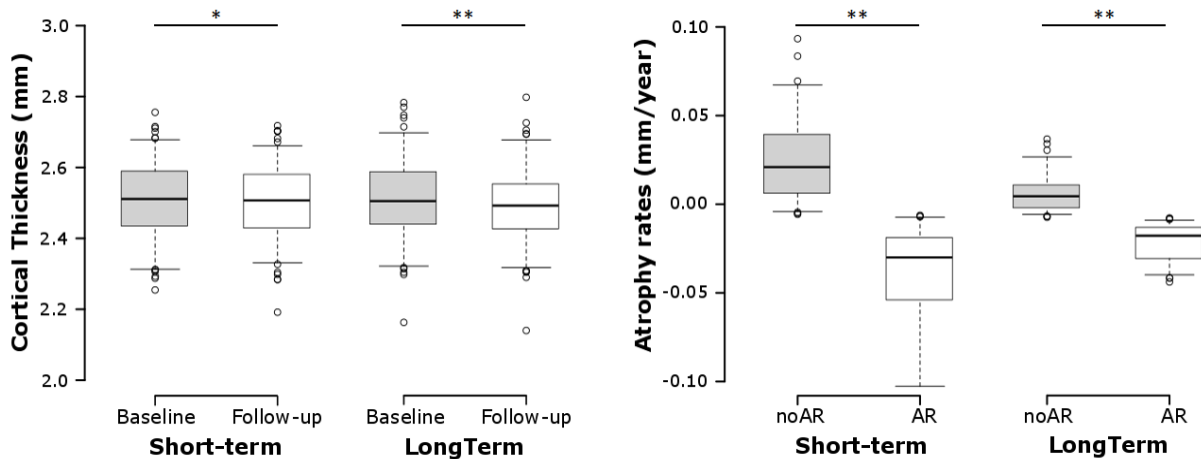 * ** ** **
3.0
2.8
2.6
2.4
2.2
2.0
Cortical Thickness (mm)
Baseline Follow-up Baseline Follow-up
Short-term LongTerm
0.10
0.05
0.00
-0.05
-0.10
Atrophy rates (mm/year)
noAR AR noAR AR
Short-term LongTerm